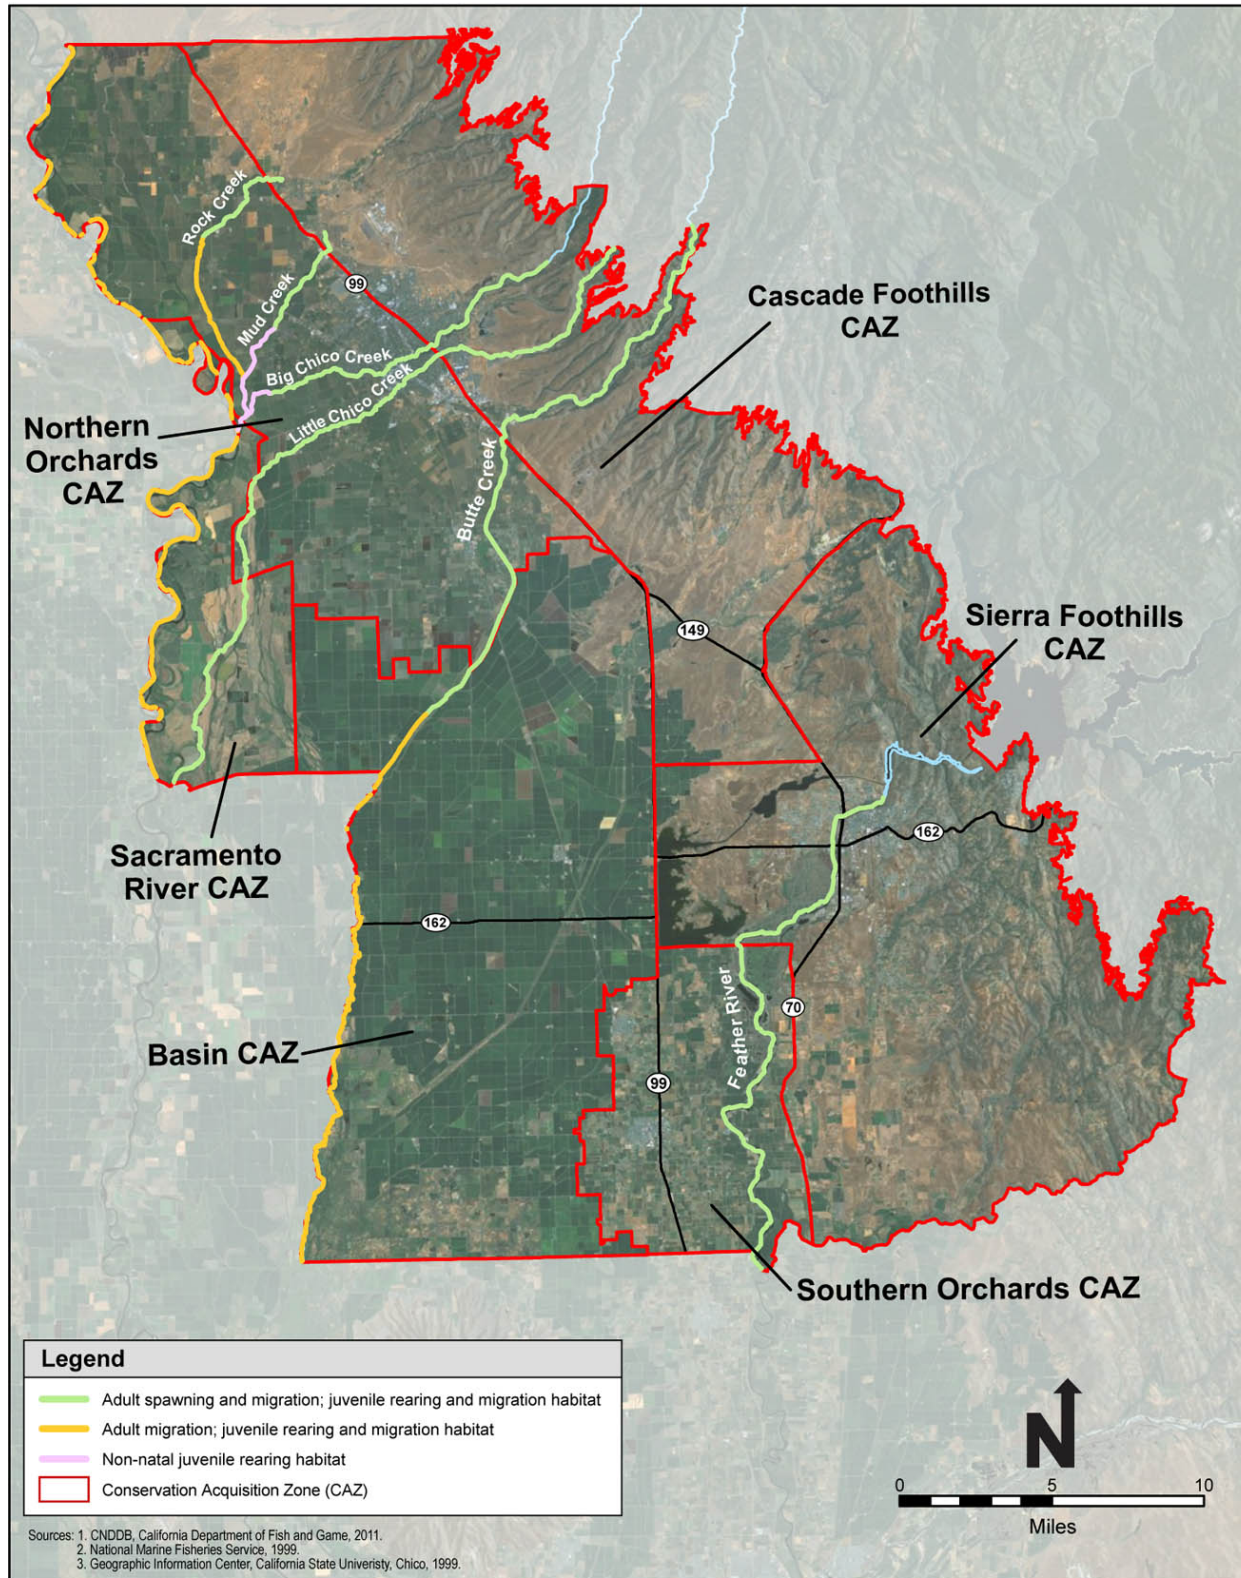 Rock Creek
Mud Creek
99
Big Chico Creek
Little Chico Creek
Cascade Foothills
CAZ
Northern
Orchards
CAZ
Butte Creek
149
Sierra Foothills
CAZ
Sacramento
River CAZ
162
162
Feather River
70
Basin CAZ
99
Southern Orchards CAZ
Legend
Adult spawning and migration; juvenile rearing and migration habitat
Adult migration; juvenile rearing and migration habitat
Non-natal juvenile rearing habitat
Conservation Acquisition Zone (CAZ)
N
0 5 10
Miles
Sources: 1. CNDDB, California Department of Fish and Game, 2011.
2. National Marine Fisheries Service, 1999.
3. Geographic Information Center, California State Univeristy, Chico, 1999.